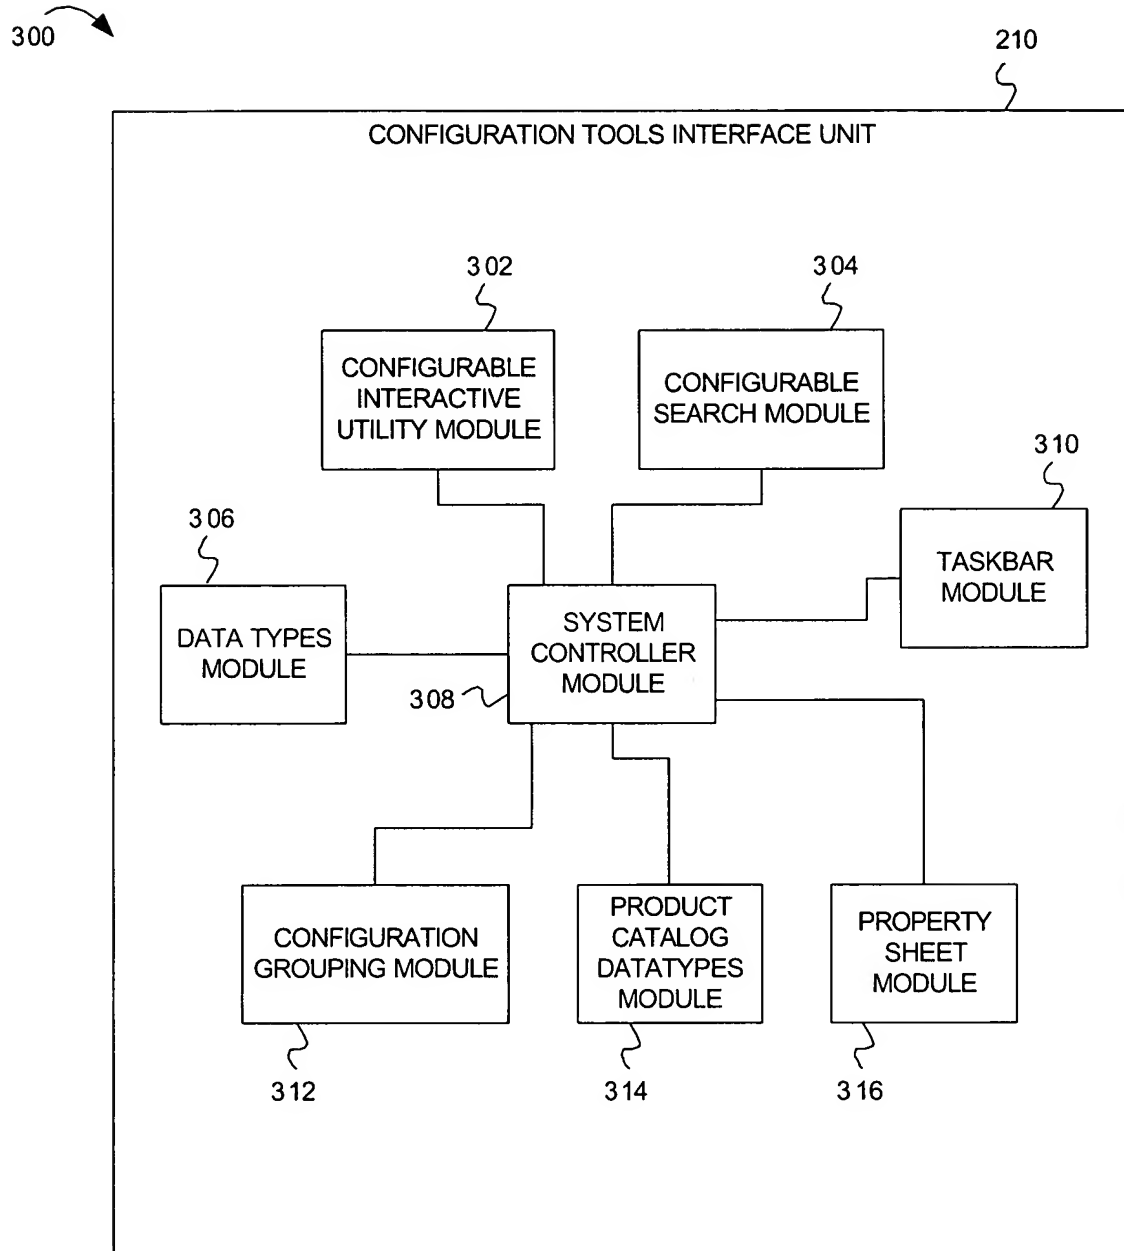 300
210
CONFIGURATION TOOLS INTERFACE UNIT
302
304
CONFIGURABLE
INTERACTIVE
UTILITY MODULE
CONFIGURABLE
SEARCH MODULE
310
306
TASKBAR
MODULE
DATA TYPES
MODULE
SYSTEM
CONTROLLER
MODULE
308
CONFIGURATION
GROUPING MODULE
PRODUCT
CATALOG
DATATYPES
MODULE
PROPERTY
SHEET
MODULE
312
314
316